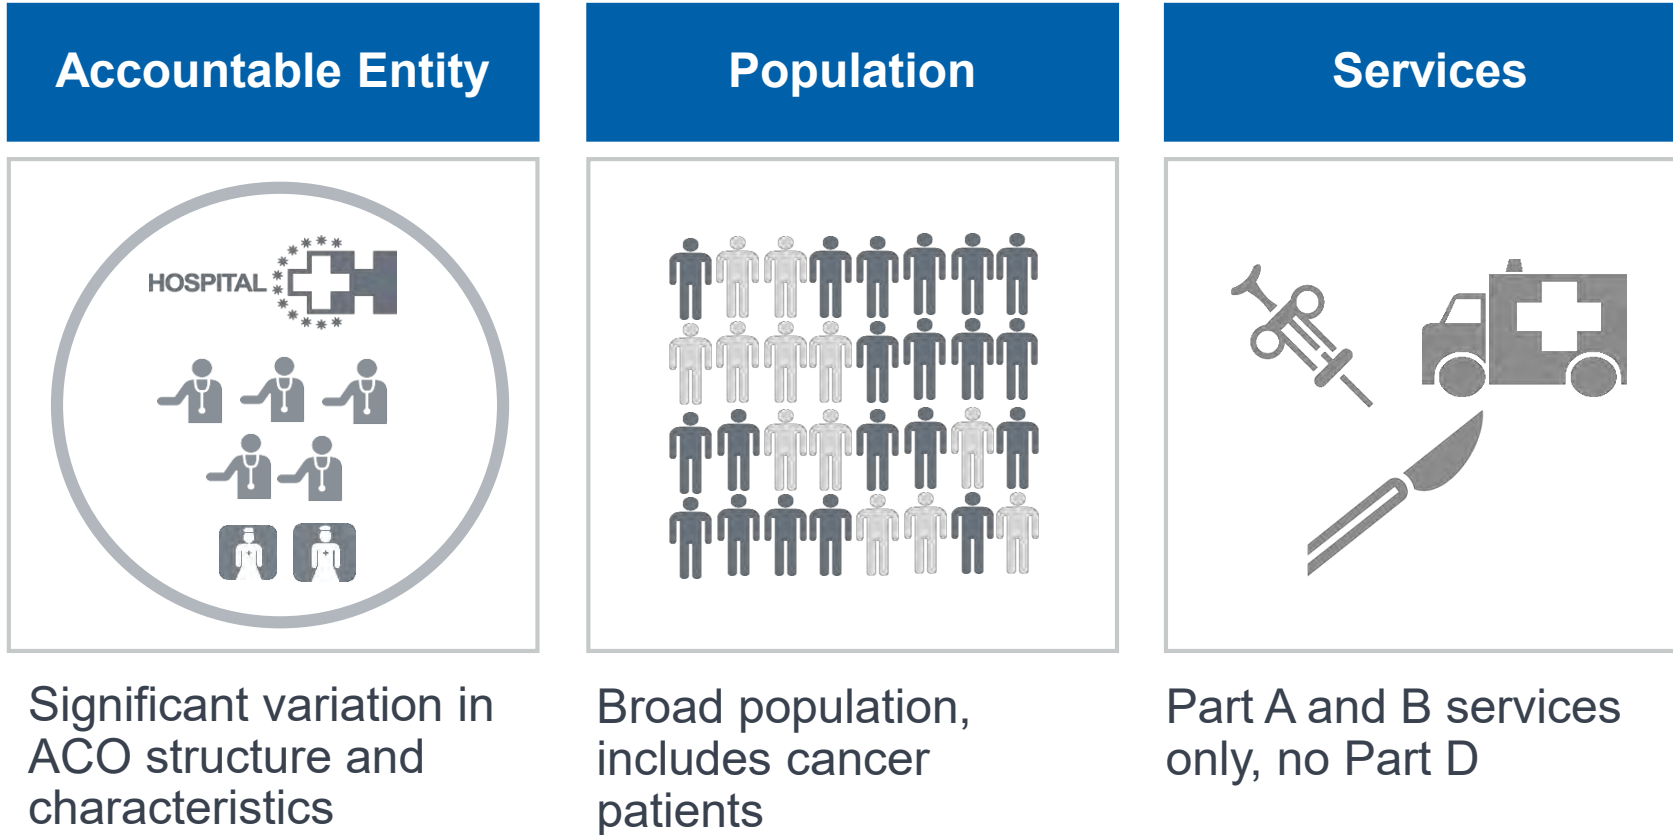 Accountable Entity
Population
Services
HOSPITAL
H
Significant variation in
ACO structure and
characteristics
Broad population,
includes cancer
patients
Part A and B services
only, no Part D